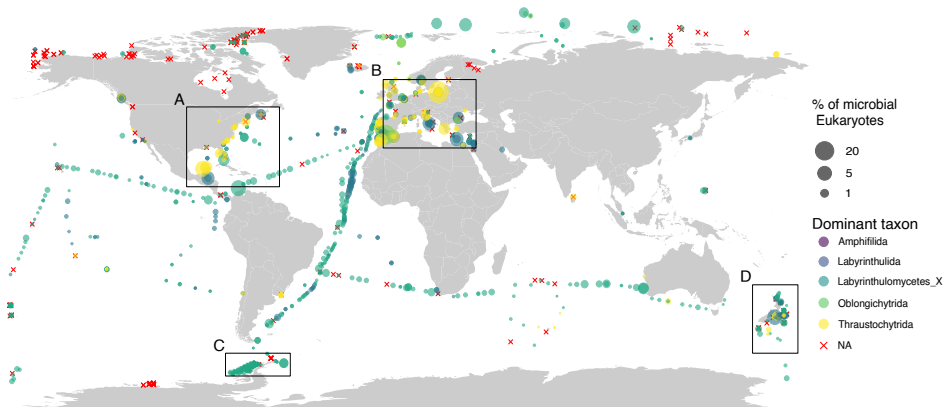 A
B
C
D
% of microbial
Eukaryotes
20
5
1
Dominant taxon
Amphifilida
Labyrinthulida
Labyrinthulomycetes_X
Oblongichytrida
Thraustochytrida
NA